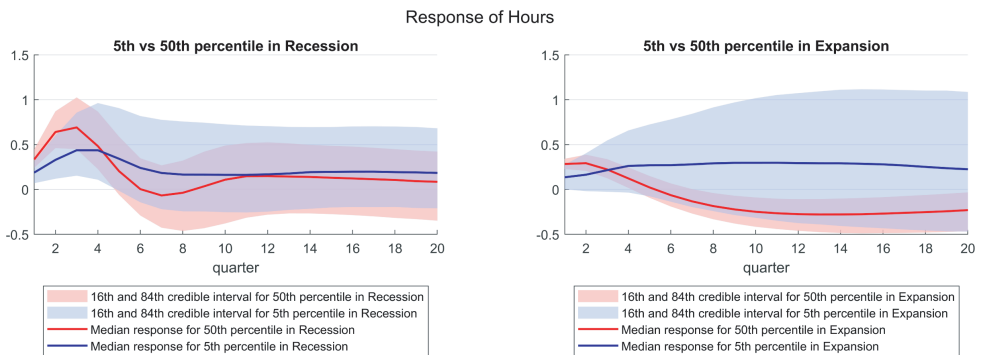 Response of Hours
5th vs 50th percentile in Recession
1.5
1
0.5
0
-0.5
2 4 6 8 10 12 14 16 18 20
quarter
16th and 84th credible interval for 50th percentile in Recession
16th and 84th credible interval for 5th percentile in Recession
Median response for 50th percentile in Recession
Median response for 5th percentile in Recession
5th vs 50th percentile in Expansion
1.5
1
0.5
0
-0.5
2 4 6 8 10 12 14 16 18 20
quarter
16th and 84th credible interval for 50th percentile in Expansion
16th and 84th credible interval for 5th percentile in Expansion
Median response for 50th percentile in Expansion
Median response for 5th percentile in Expansion